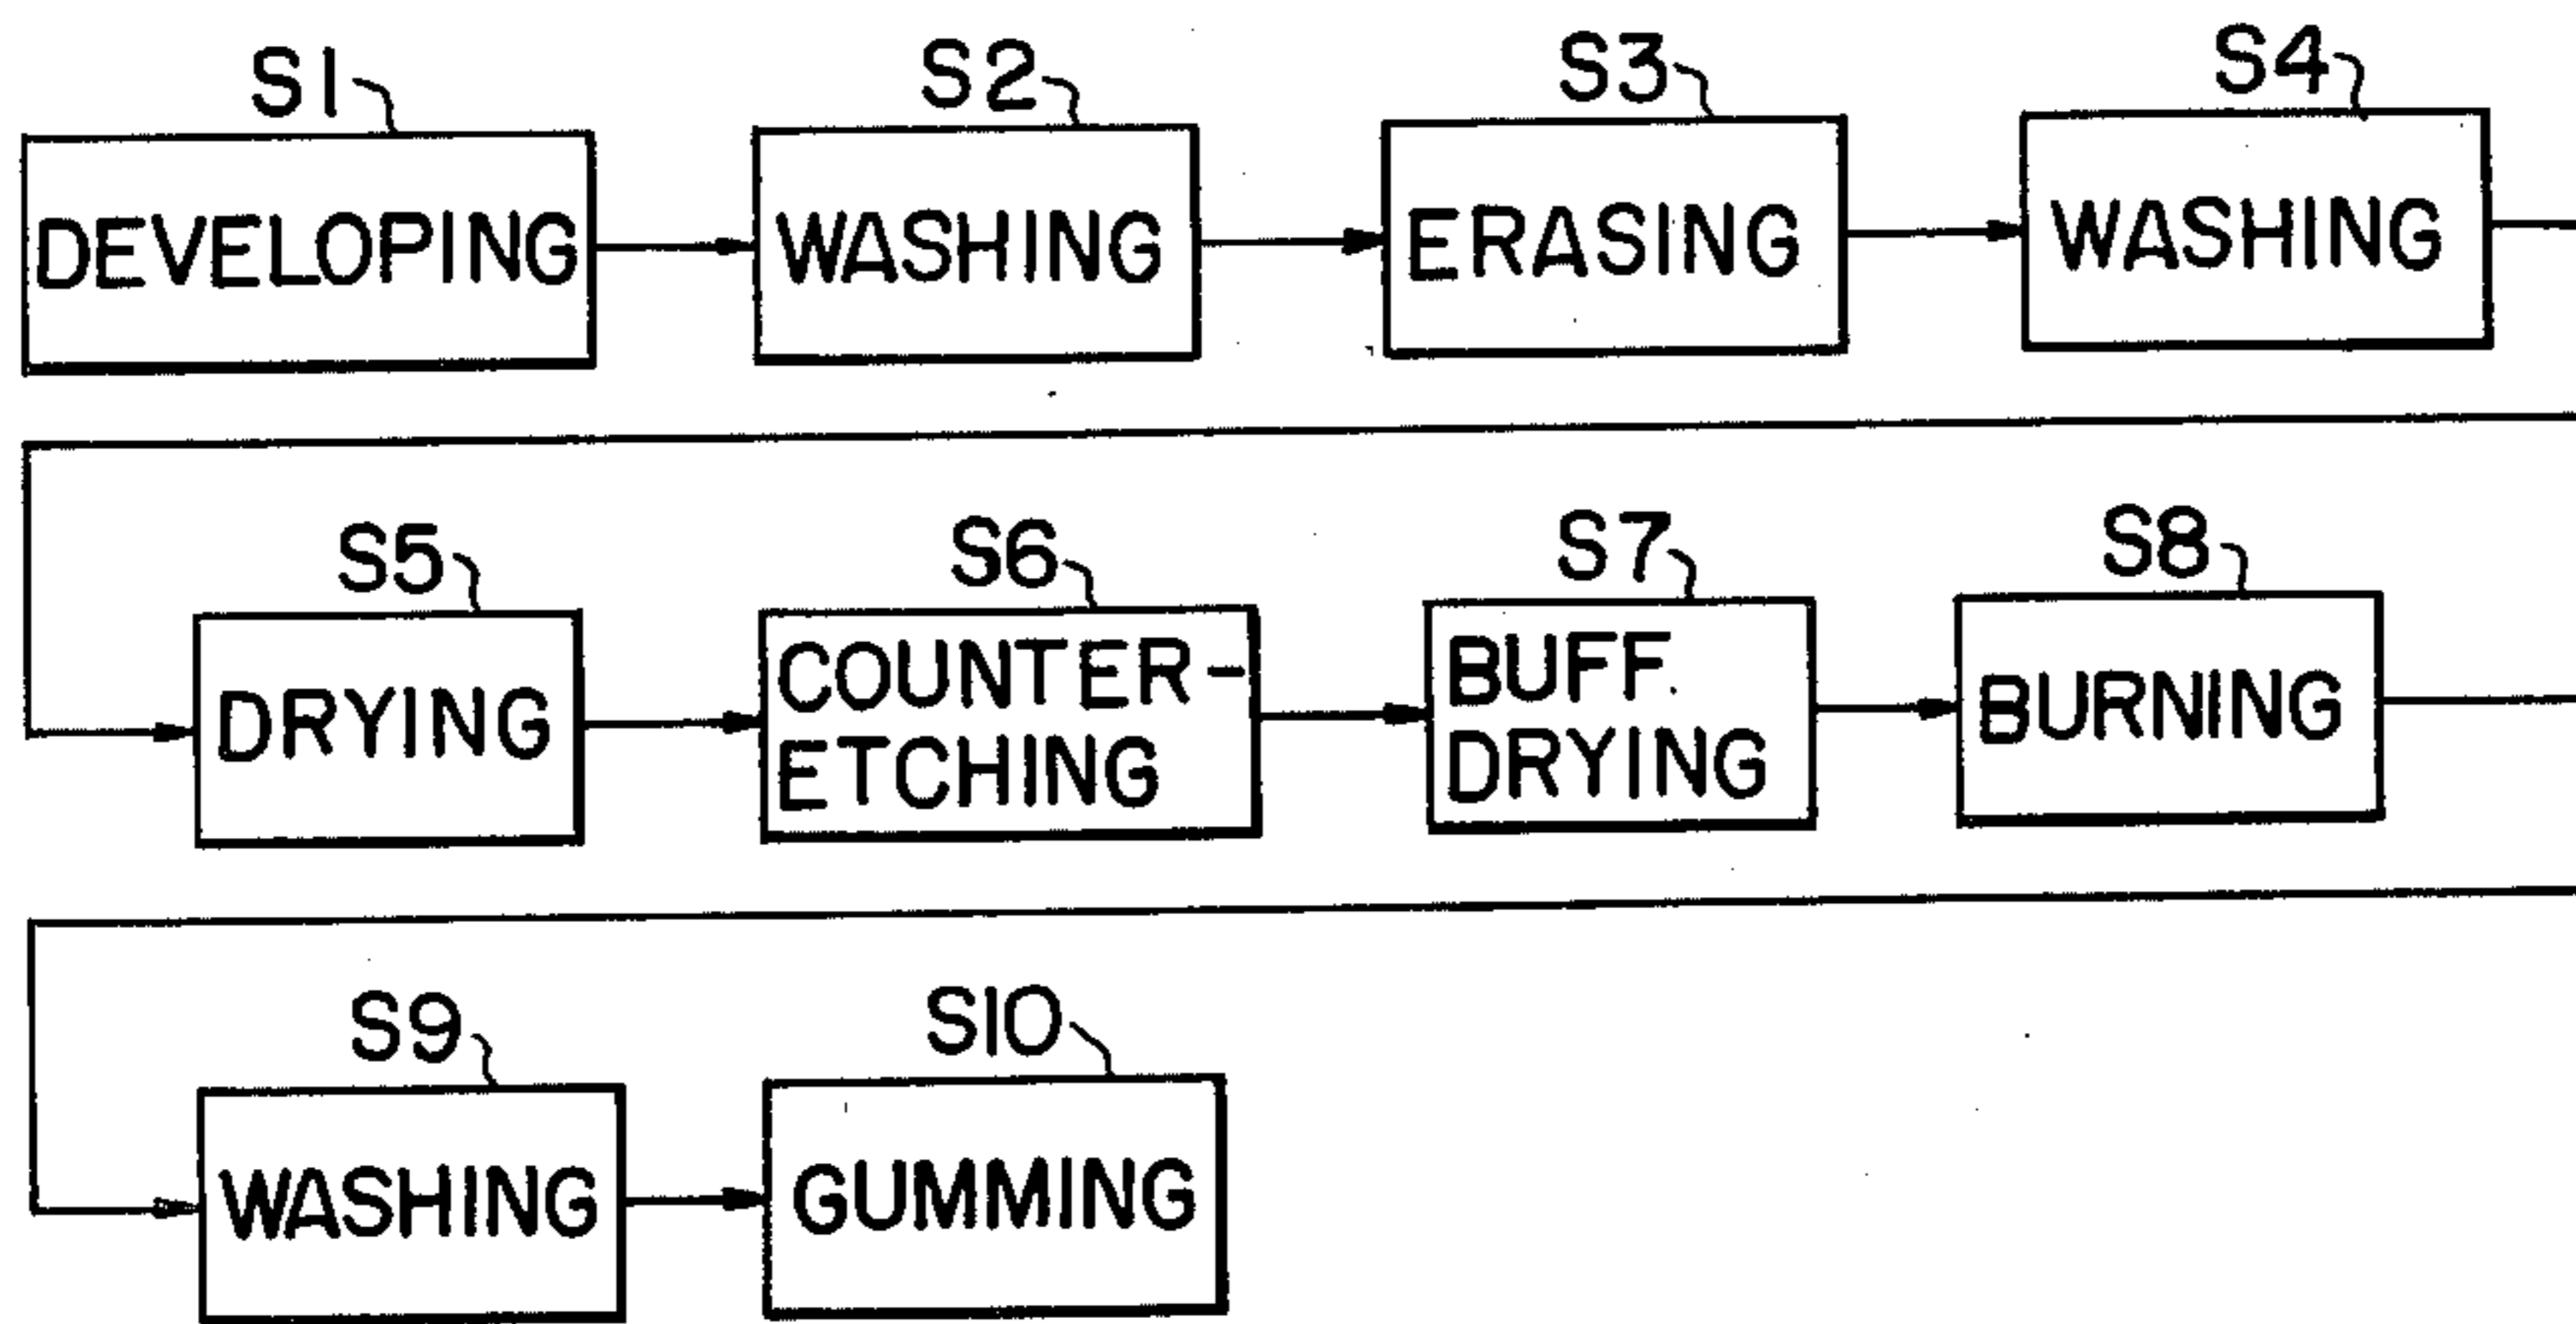 S1 S2 S3 S4
DEVELOPING WASHING ERASING WASHING
S5 S6 S7 S8
DRYING COUNTER- BUFF BURNING
ETCHING DRYING
S9 S10
WASHING GUMMING